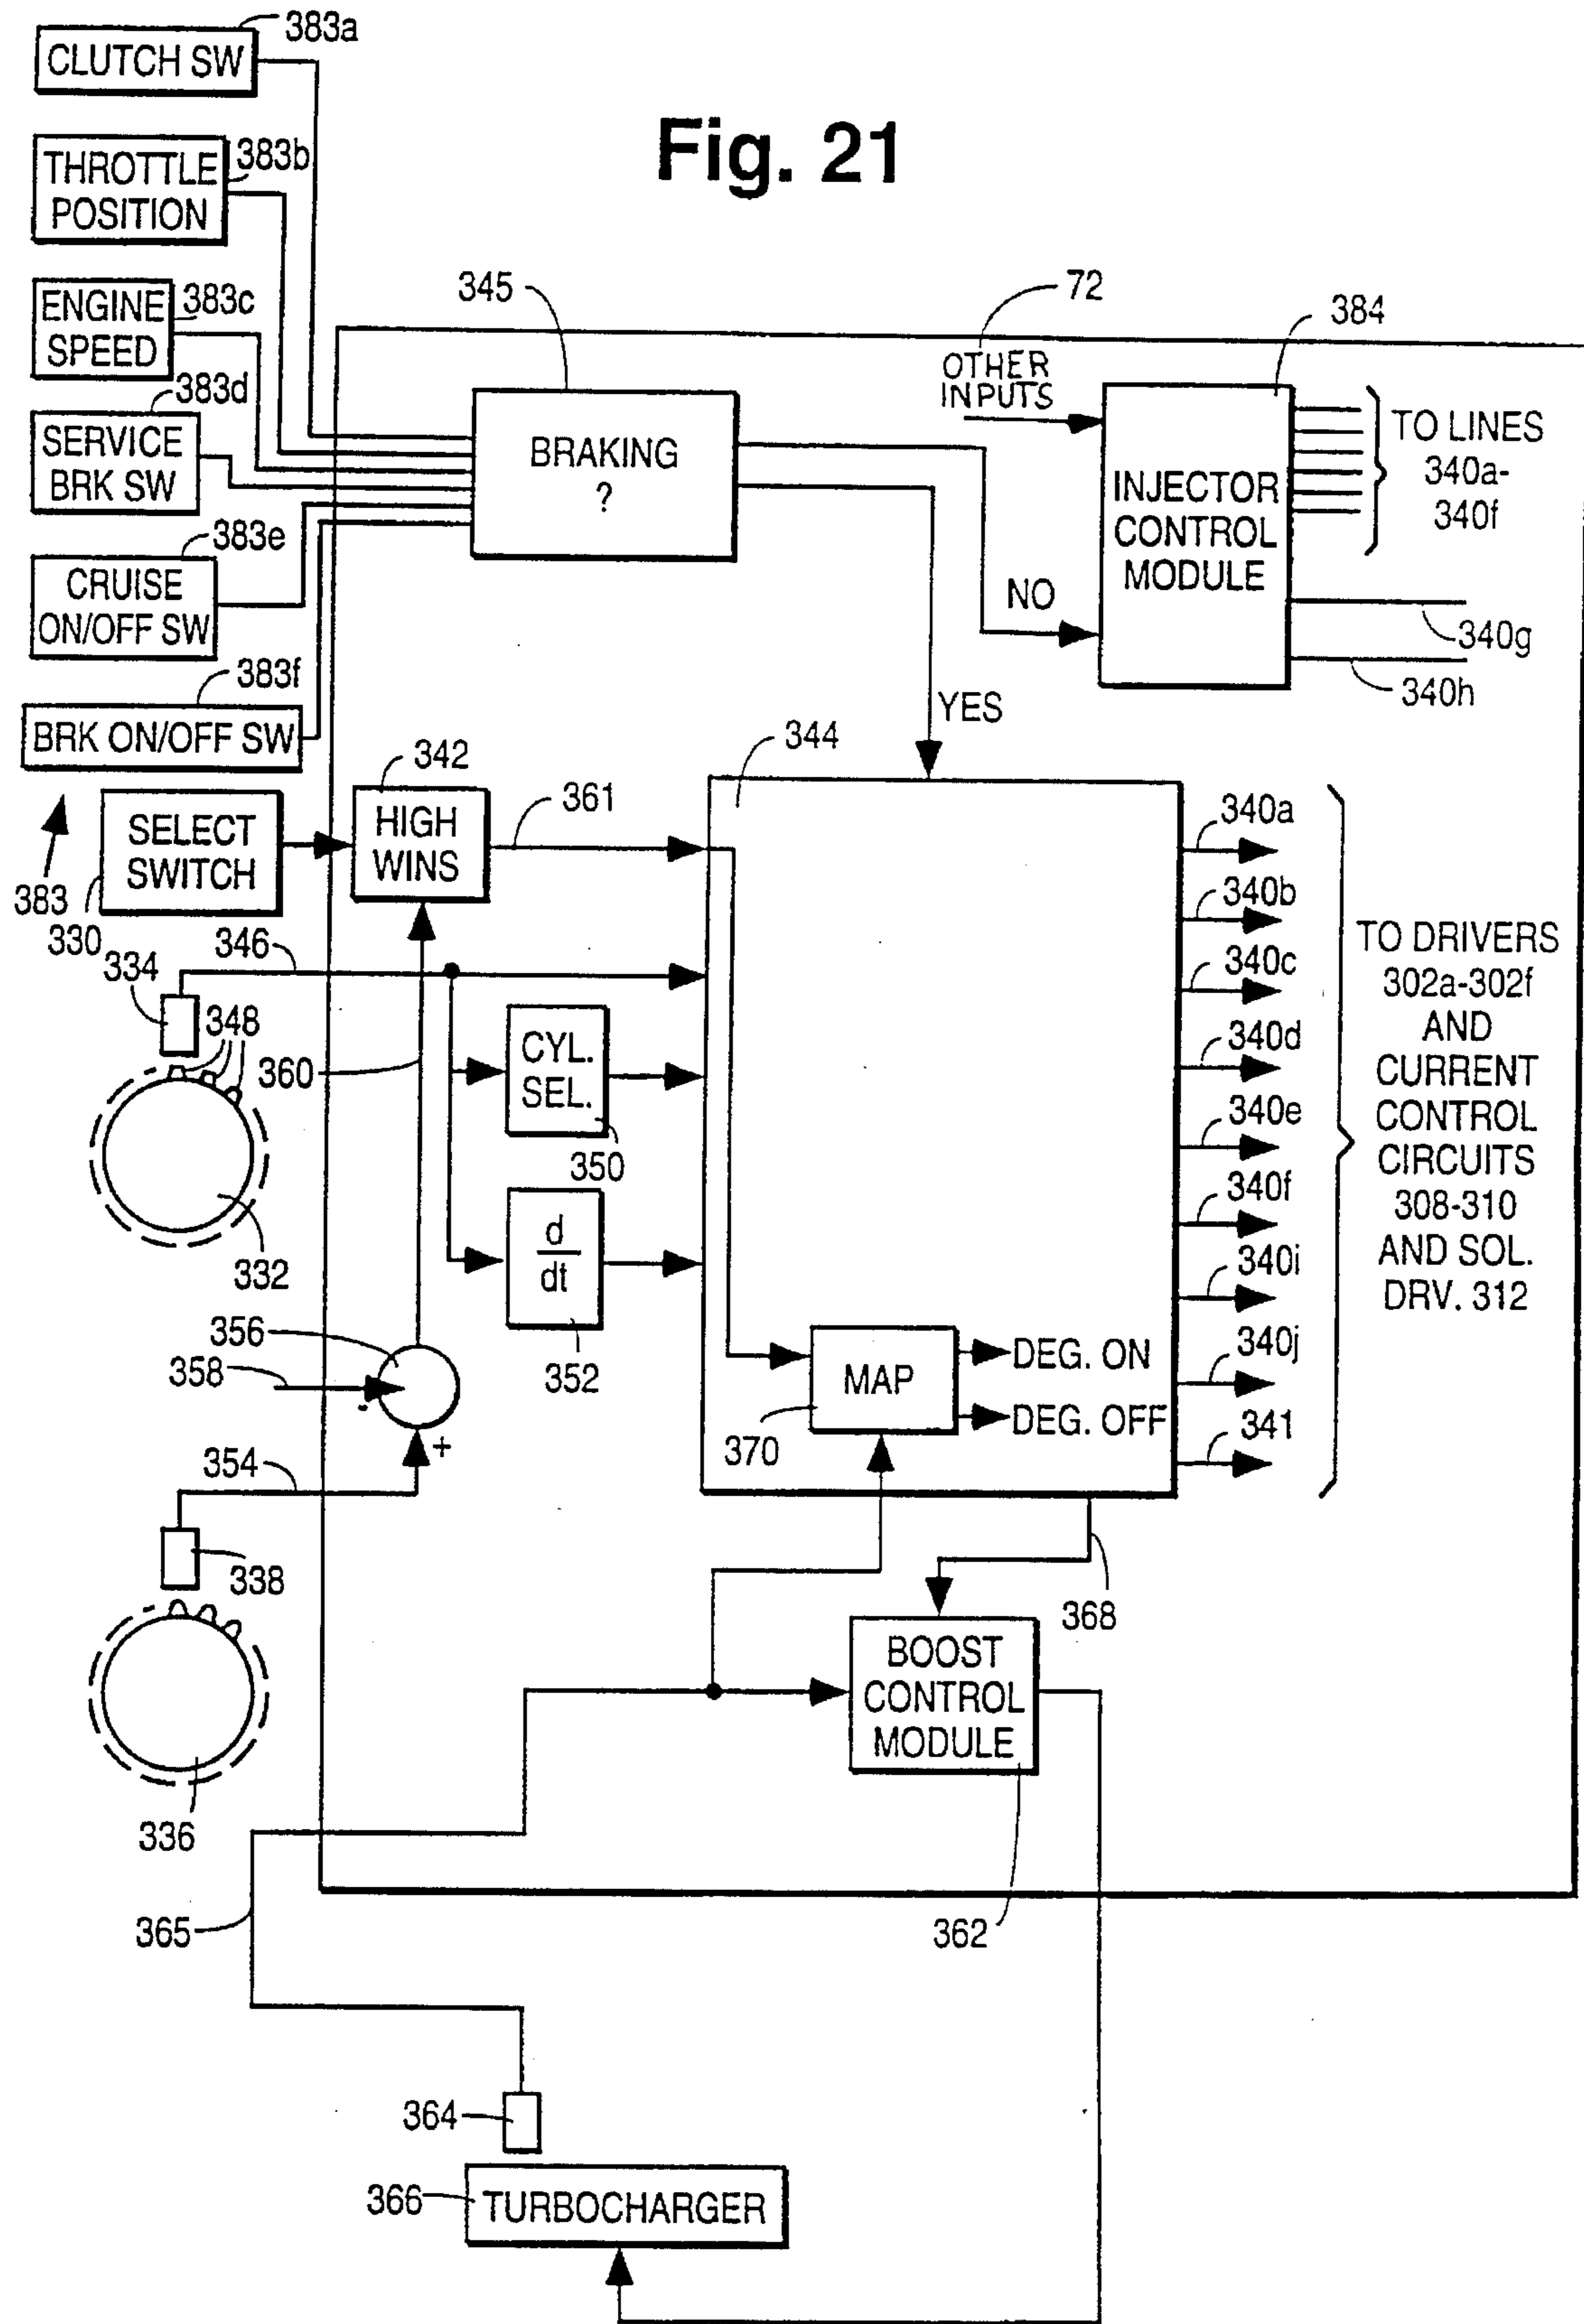 383a
CLUTCH SW
Fig. 21
383b
THROTTLE
POSITION
383c
ENGINE
SPEED
383d
SERVICE
BRK SW
383e
CRUISE
ON/OFF SW
383f
BRK ON/OFF SW
345
BRAKING
?
72
OTHER
INPUTS
384
INJECTOR
CONTROL
MODULE
TO LINES
340a-
340f
340g
340h
NO
YES
383
SELECT
SWITCH
330
342
HIGH
WINS
361
344
346
334
348
332
360
CYL.
SEL.
350
d
dt
352
356
358
-
+
354
338
336
MAP
370
DEG. ON
DEG. OFF
340a
340b
340c
340d
340e
340f
340i
340j
341
TO DRIVERS
302a-302f
AND
CURRENT
CONTROL
CIRCUITS
308-310
AND SOL.
DRV. 312
368
BOOST
CONTROL
MODULE
362
365
364
366
TURBOCHARGER